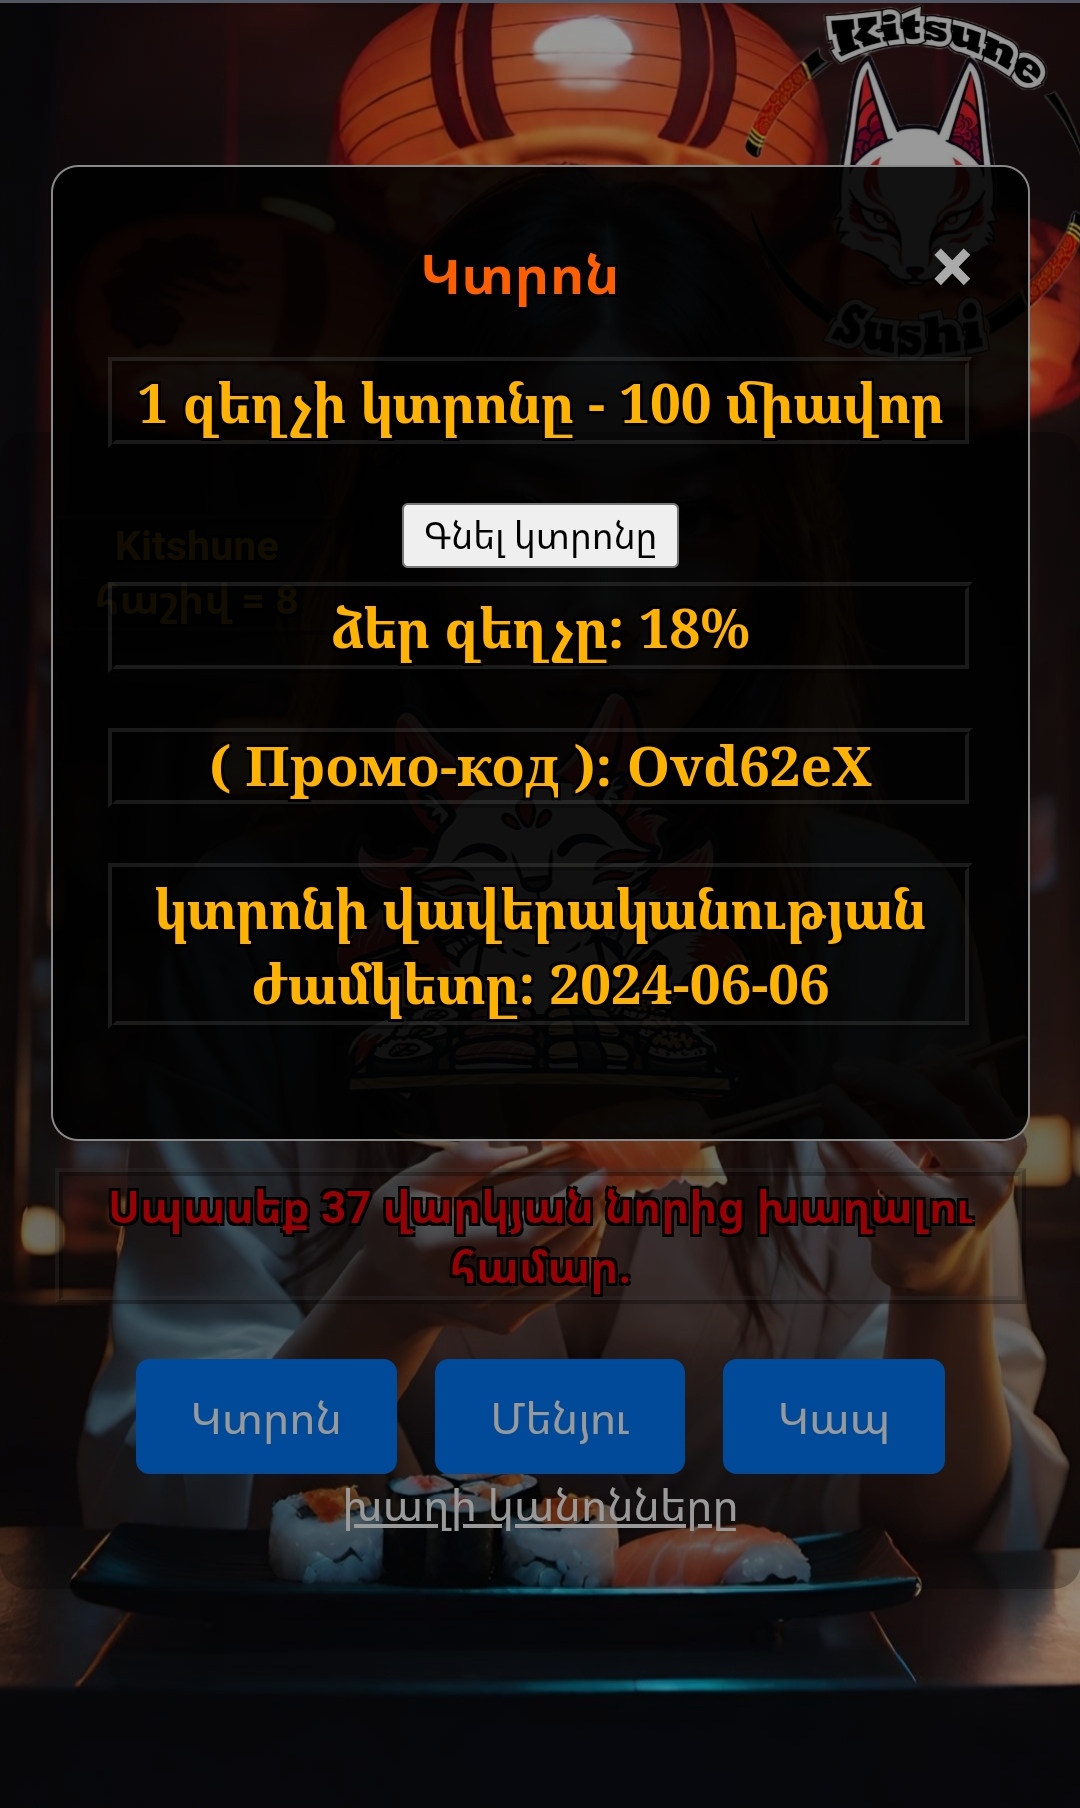 Kitsune
Sushi
Կտրոն
×
1 զեղչի կտրոնը - 100 միավոր
Գնել կտրոնը
Kitshune
հաշիվ = 8
ձեր զեղչը: 18%
( Промо-код ): Ovd62eX
կտրոնի վավերականության
ժամկետը: 2024-06-06
Սպասեք 37 վարկյան նորից խաղալու
համար.
Կտրոն
Մենյու
Կապ
խաղի կանոնները